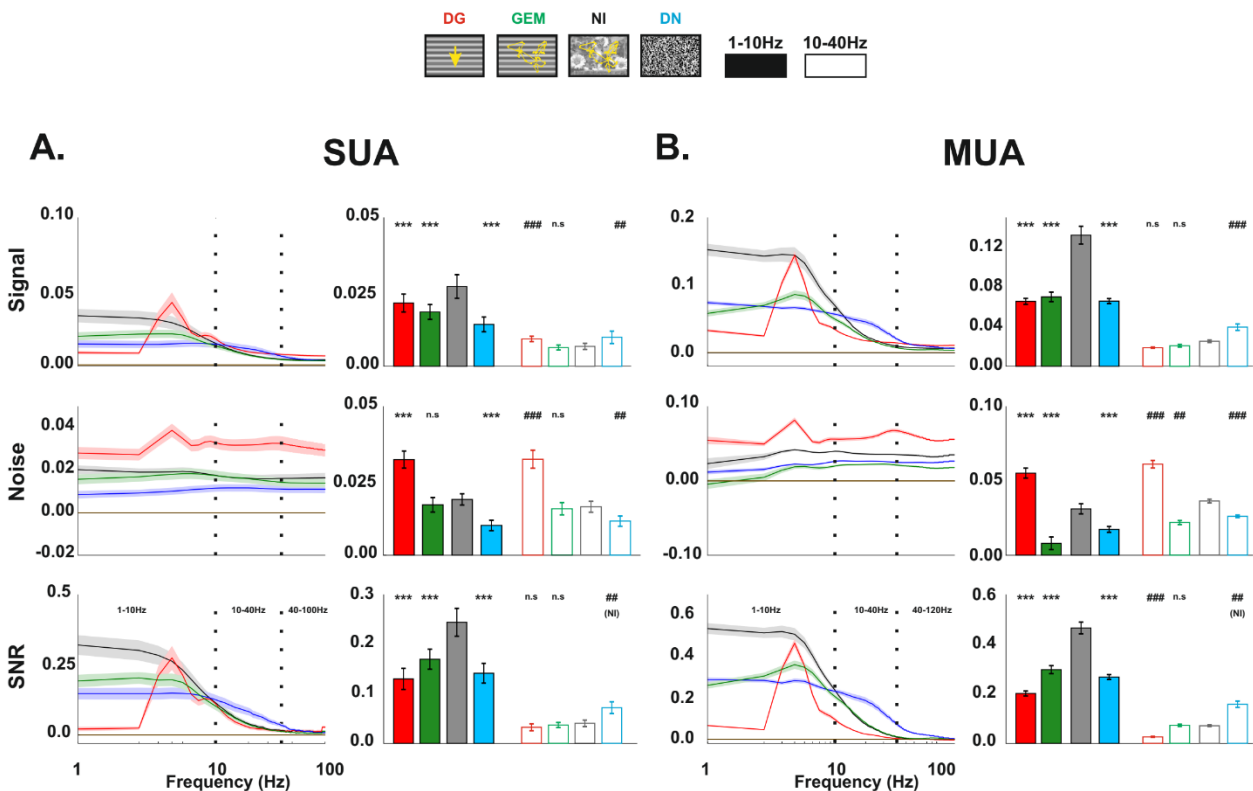 DG GEM NI DN
1-10Hz 10-40Hz
A. SUA
B. MUA
Signal
0.10
0.05
0.00
0.05
0.025
0.00
*** *** *** ### n.s ##
0.2
0.1
0.0
0.12
0.08
0.04
0.00
*** *** *** n.s n.s ###
Noise
0.04
0.02
0.00
-0.02
0.05
0.025
0.00
*** n.s *** ### n.s ##
0.10
0.00
-0.10
0.10
0.05
0.00
*** *** *** ### ## ###
SNR
0.5
0.25
0.0
1-10Hz 10-40Hz 40-100Hz
1 10 100
Frequency (Hz)
0.3
0.2
0.1
0.0
*** *** *** n.s n.s ##
(NI)
0.6
0.4
0.2
0.0
1-10Hz 10-40Hz 40-120Hz
1 10 100
Frequency (Hz)
0.6
0.4
0.2
0.0
*** *** *** ### n.s ##
(NI)